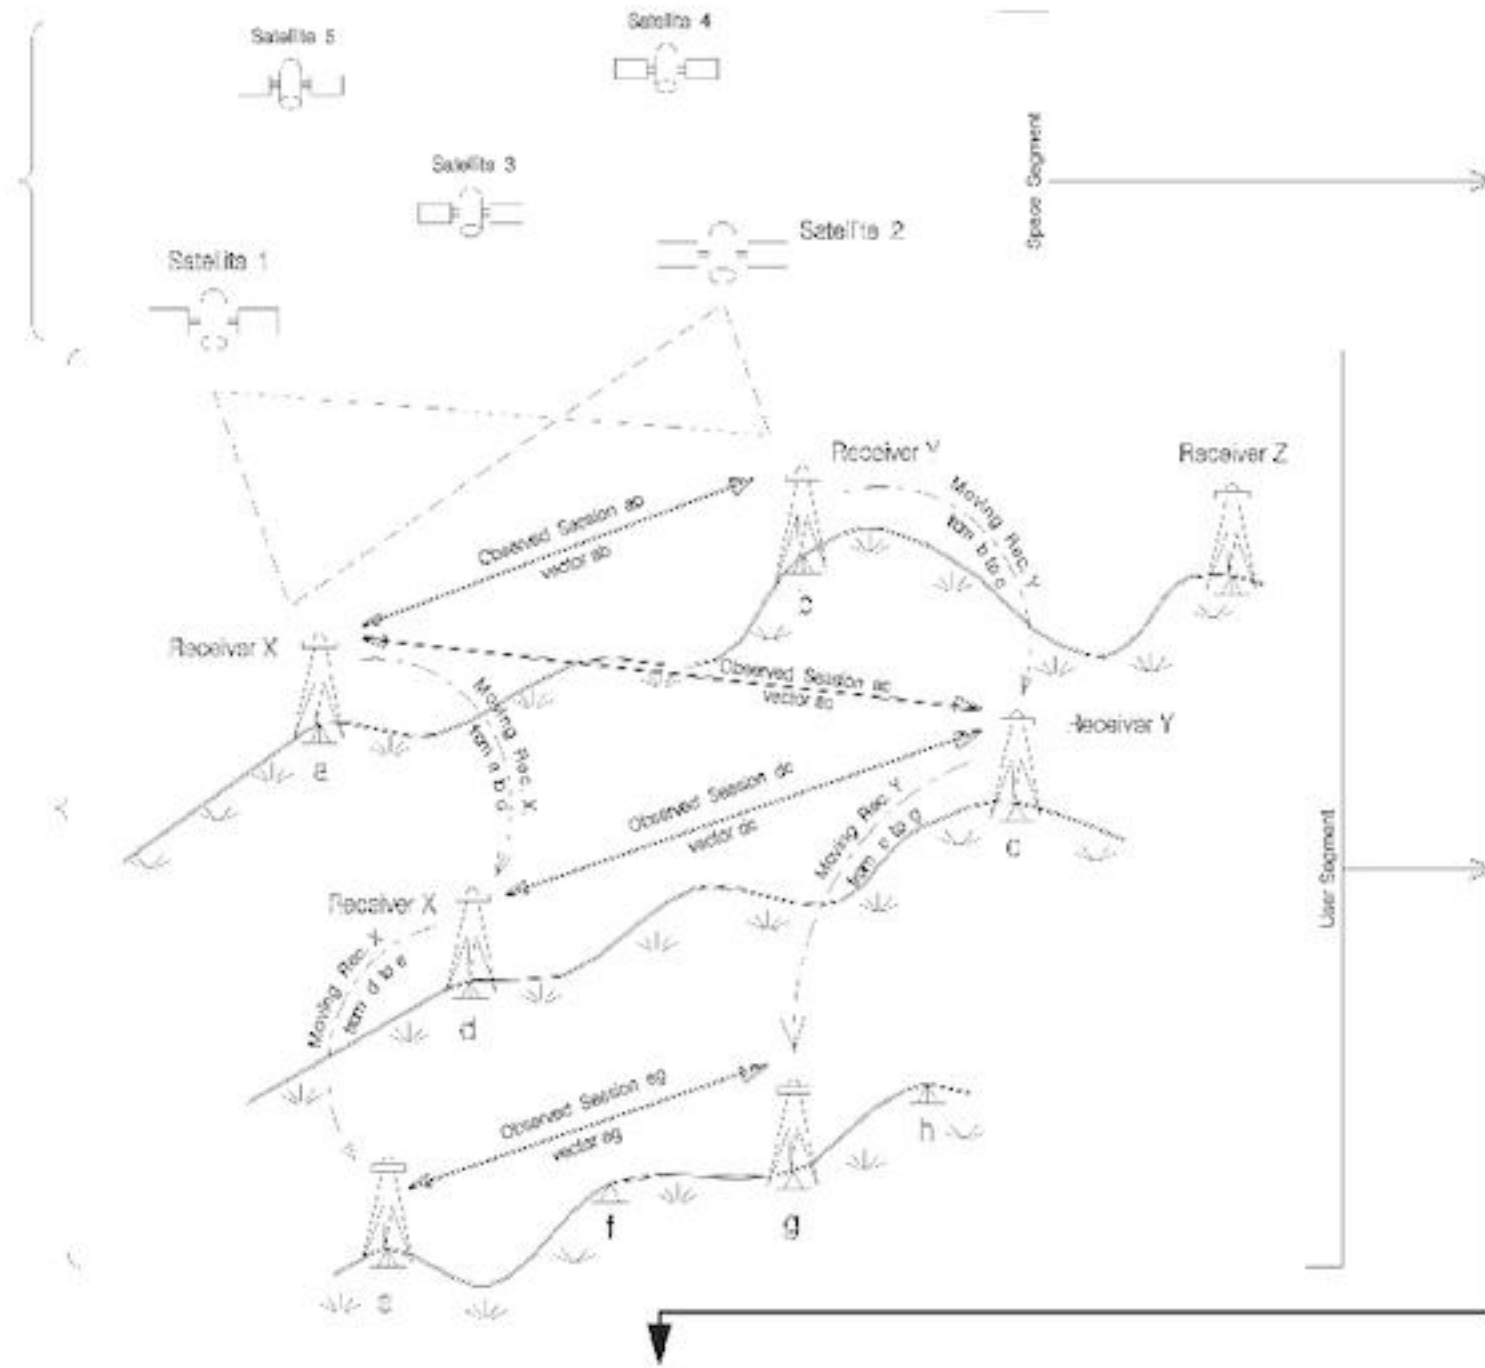 Satellite 5
Satellite 4
Satellite 3
Satellite 2
Satellite 1
Space Segment
Receiver Y
Receiver Z
Moving Rec. Y
from b to c
Observed Session ab
vector ab
b
Receiver X
Observed Session ac
vector ac
Moving Rec. X
from a to d
Receiver Y
a
Observed Session dc
vector dc
Moving Rec. Y
from c to g
c
User Segment
Receiver X
Moving Rec. X
from d to e
d
Observed Session eg
vector eg
h
f
g
e